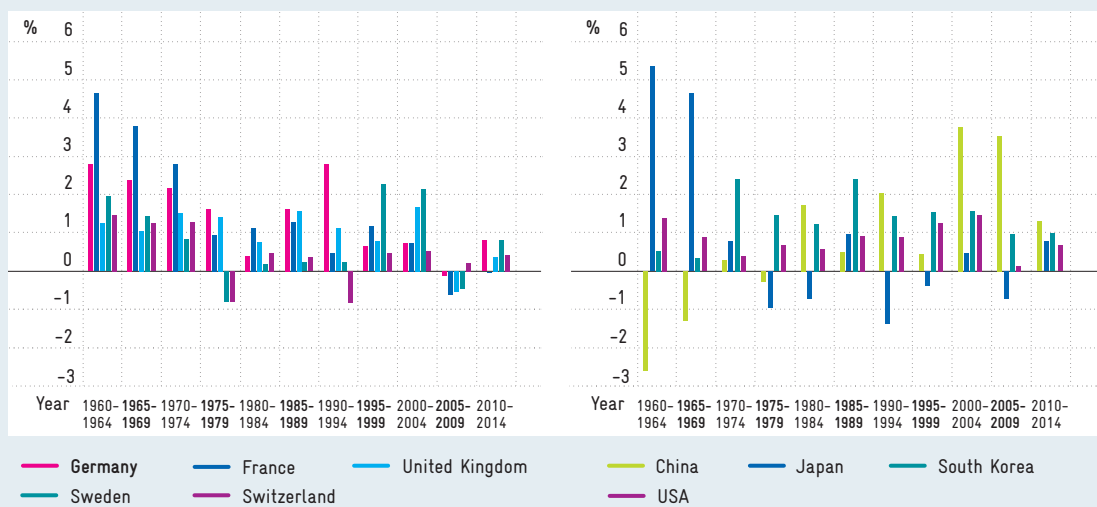 % 6
5
4
3
2
1
0
-1
-2
-3
Year 1960- 1965- 1970- 1975- 1980- 1985- 1990- 1995- 2000- 2005- 2010-
1964 1969 1974 1979 1984 1989 1994 1999 2004 2009 2014
Germany France United Kingdom
Sweden Switzerland
% 6
5
4
3
2
1
0
-1
-2
-3
Year 1960- 1965- 1970- 1975- 1980- 1985- 1990- 1995- 2000- 2005- 2010-
1964 1969 1974 1979 1984 1989 1994 1999 2004 2009 2014
China Japan South Korea
USA